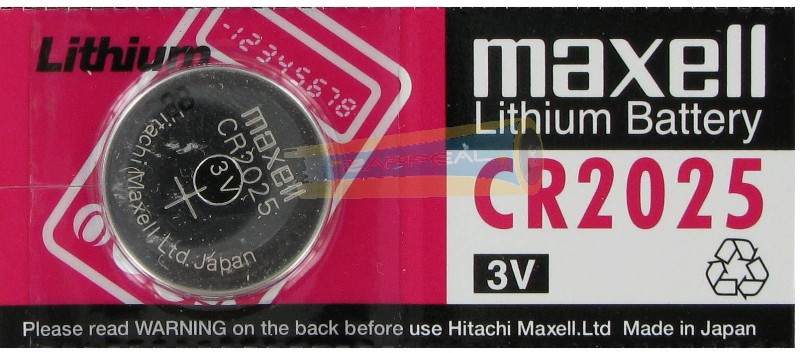 Lithium
-12345678
maxell
Lithium Battery
CR2025
3V
maxell
CR2025
3V
Hitachi Maxell,Ltd. Japan
Please read WARNING on the back before use Hitachi Maxell.Ltd Made in Japan